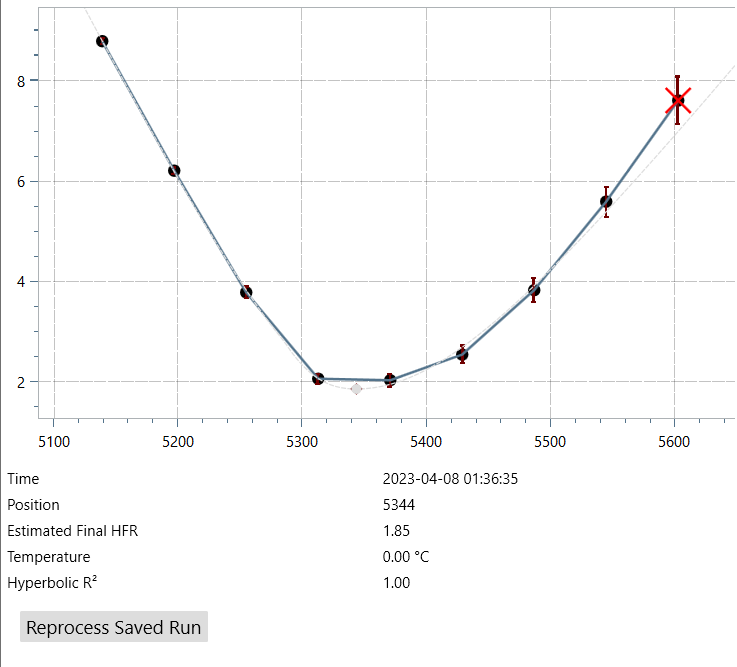 8
6
4
2
5100 5200 5300 5400 5500 5600
Time 2023-04-08 01:36:35
Position 5344
Estimated Final HFR 1.85
Temperature 0.00 °C
Hyperbolic R² 1.00
Reprocess Saved Run